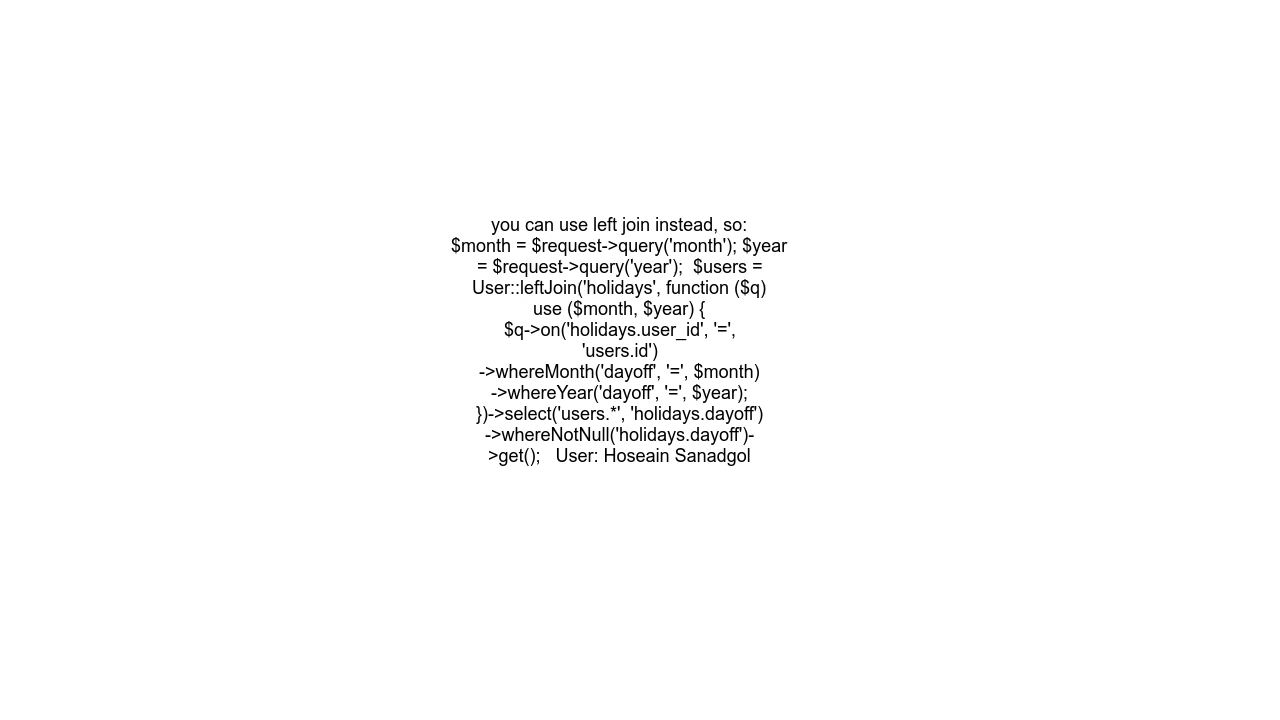 you can use left join instead, so:
$month = $request->query('month'); $year
= $request->query('year');  $users =
User::leftJoin('holidays', function ($q)
use ($month, $year) {
$q->on('holidays.user_id', '=',
'users.id')
->whereMonth('dayoff', '=', $month)
->whereYear('dayoff', '=', $year);
})->select('users.*', 'holidays.dayoff')
->whereNotNull('holidays.dayoff')-
>get();   User: Hoseain Sanadgol